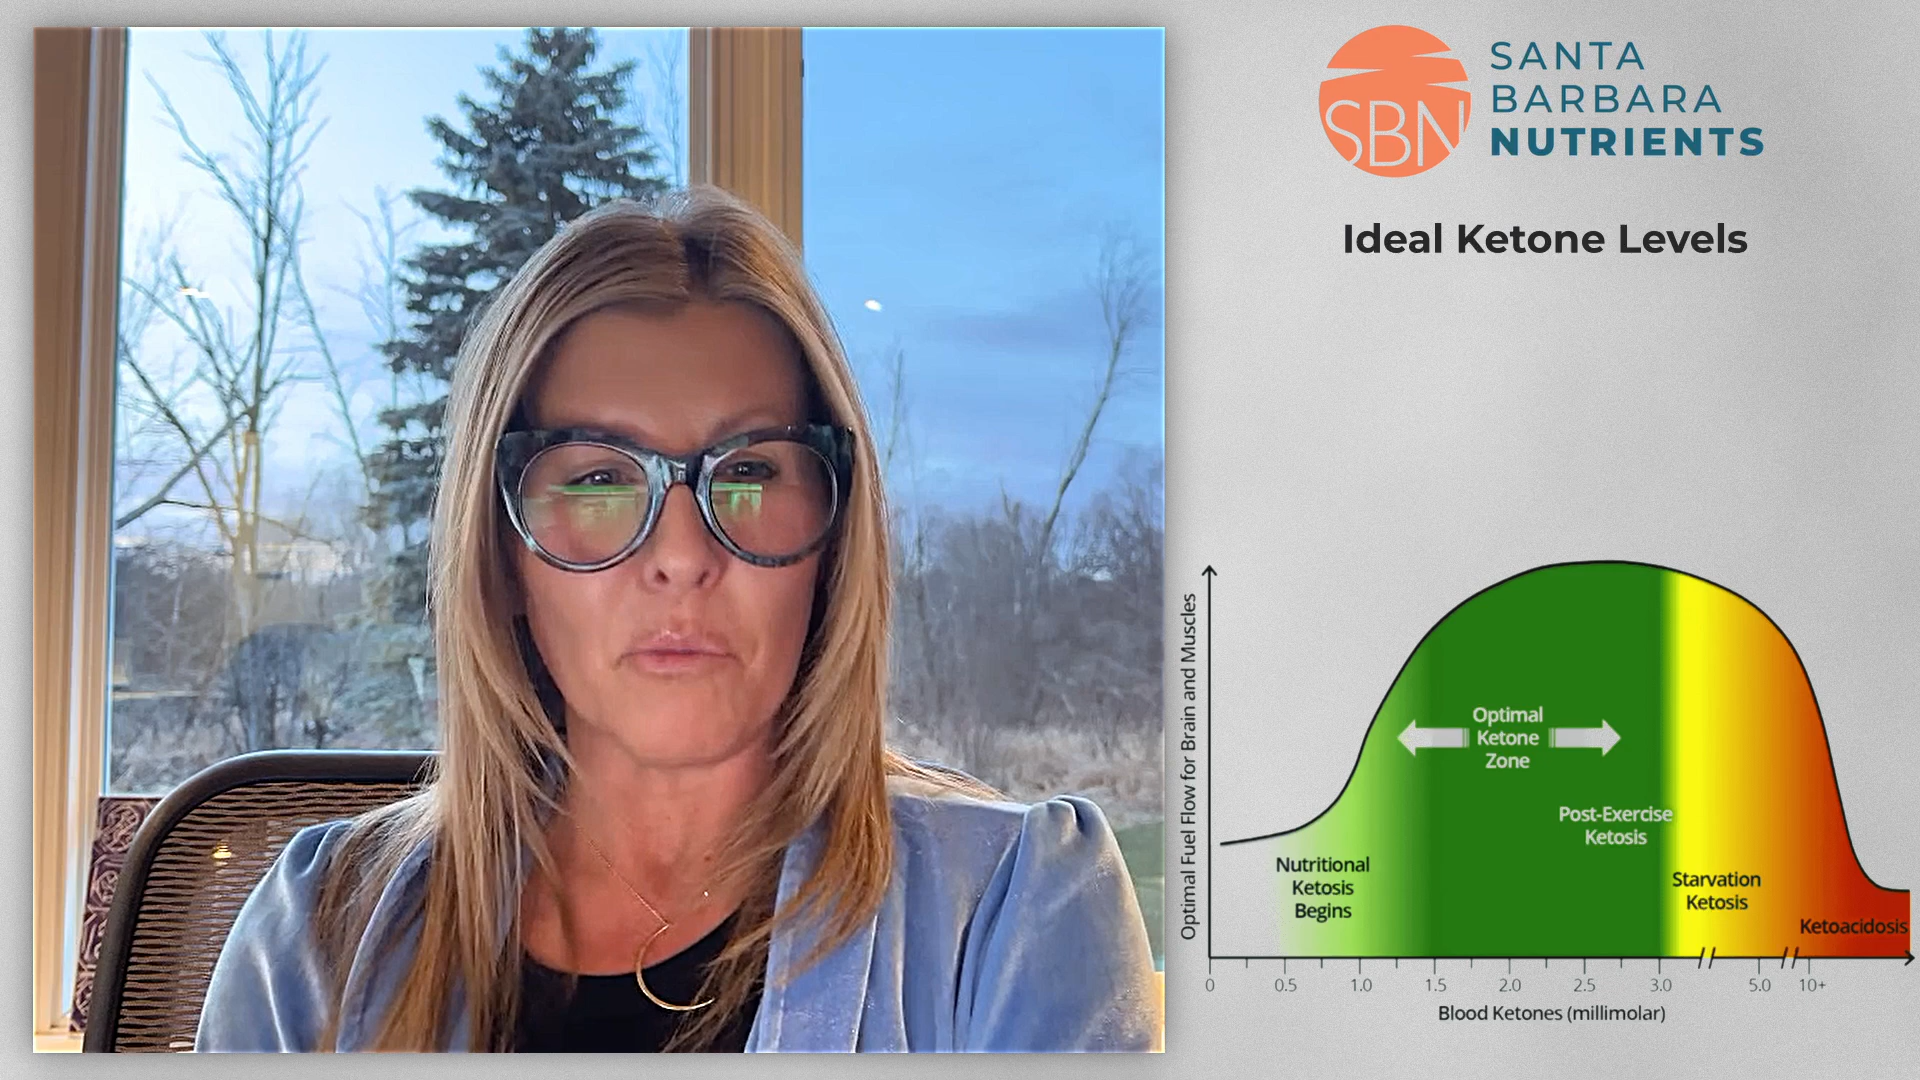 SBN
SANTA
BARBARA
NUTRIENTS
Ideal Ketone Levels
Optimal Fuel Flow for Brain and Muscles
Optimal
Ketone
Zone
Post-Exercise
Ketosis
Nutritional
Ketosis
Begins
Starvation
Ketosis
Ketoacidosis
0 0.5 1.0 1.5 2.0 2.5 3.0 5.0 10+
Blood Ketones (millimolar)